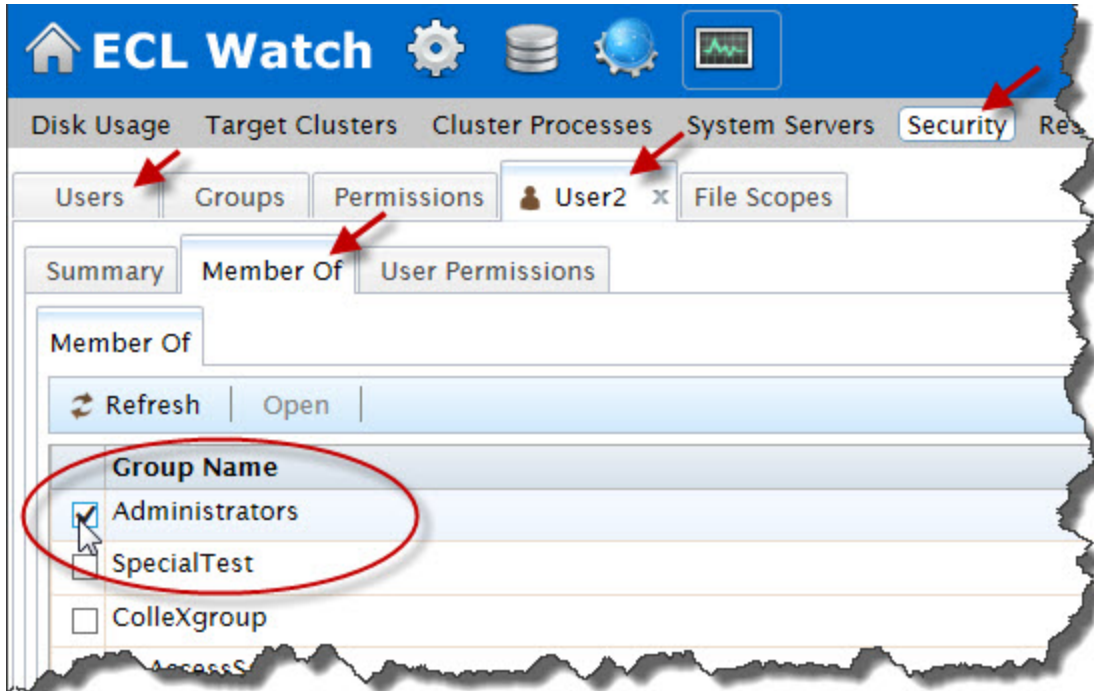 ECL Watch
Disk Usage Target Clusters Cluster Processes System Servers Security Res
Users Groups Permissions User2 x File Scopes
Summary Member Of User Permissions
Member Of
Refresh Open
Group Name
Administrators
SpecialTest
ColleXgroup